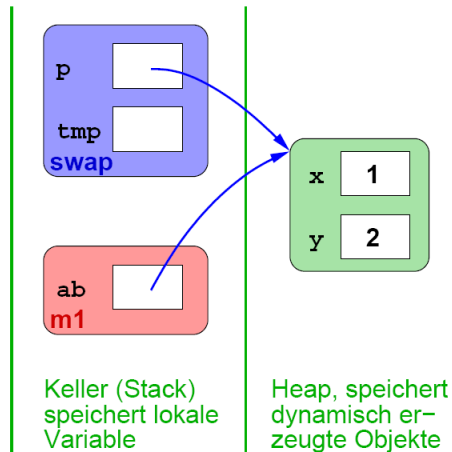 p
tmp
swap
x 1
y 2
ab
m1
Keller (Stack)
speichert lokale
Variable
Heap, speichert
dynamisch er-
zeugte Objekte